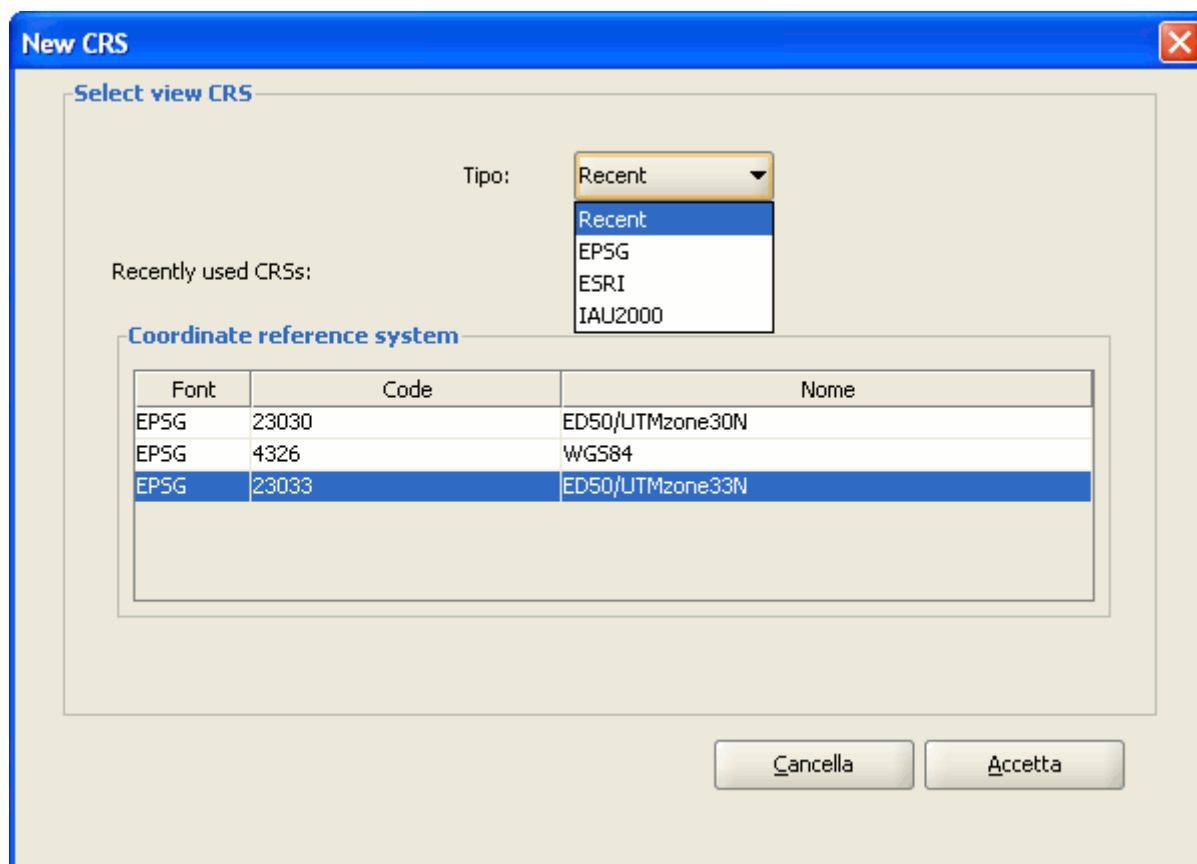 New CRS
Select view CRS
Tipo: Recent
Recent
EPSG
Recently used CRSs:
ESRI
IAU2000
Coordinate reference system
Font Code Nome
EPSG 23030 ED50/UTMzone30N
EPSG 4326 WGS84
EPSG 23033 ED50/UTMzone33N
Cancella Accetta